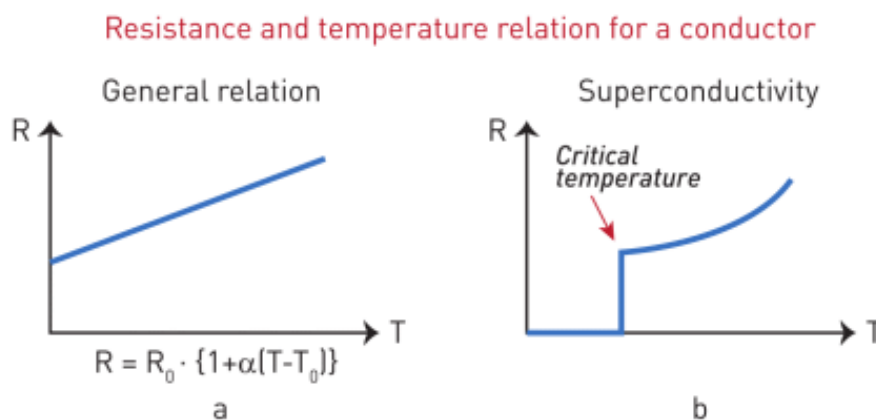 Resistance and temperature relation for a conductor
General relation
R
T
R = R₀ · {1+α(T-T₀)}
a
Superconductivity
R
Critical
temperature
T
b